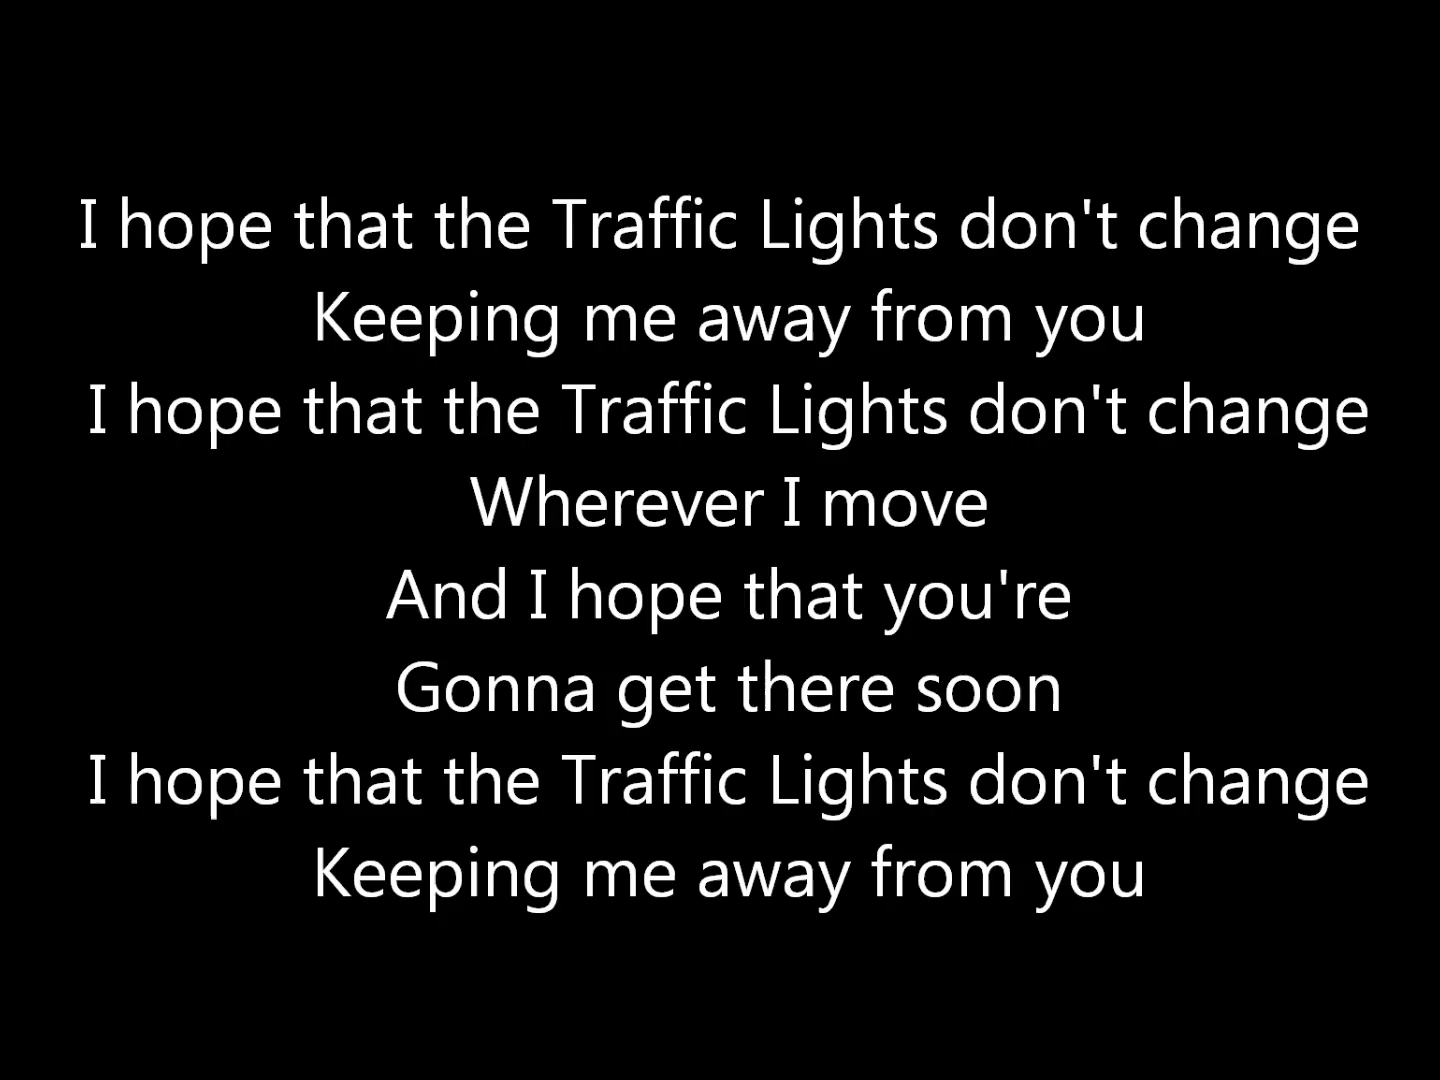 I hope that the Traffic Lights don't change
Keeping me away from you
I hope that the Traffic Lights don't change
Wherever I move
And I hope that you're
Gonna get there soon
I hope that the Traffic Lights don't change
Keeping me away from you